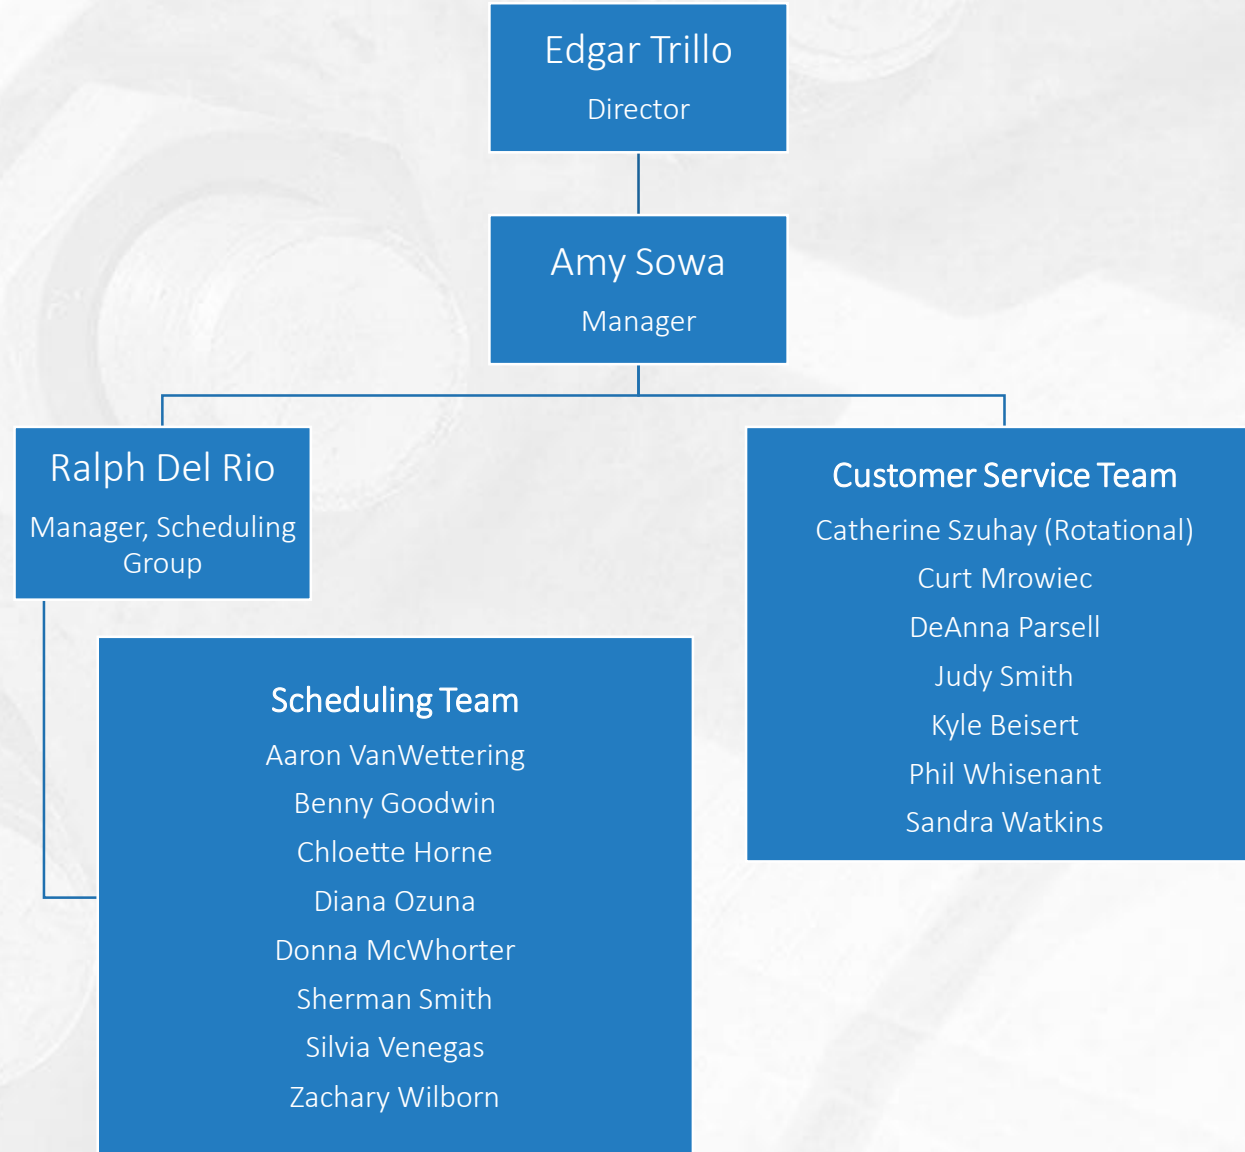 Edgar Trillo
Director
Amy Sowa
Manager
Ralph Del Rio
Manager, Scheduling
Group
Customer Service Team
Catherine Szuhay (Rotational)
Curt Mrowiec
DeAnna Parsell
Judy Smith
Kyle Beisert
Phil Whisenant
Sandra Watkins
Scheduling Team
Aaron VanWettering
Benny Goodwin
Chloette Horne
Diana Ozuna
Donna McWhorter
Sherman Smith
Silvia Venegas
Zachary Wilborn